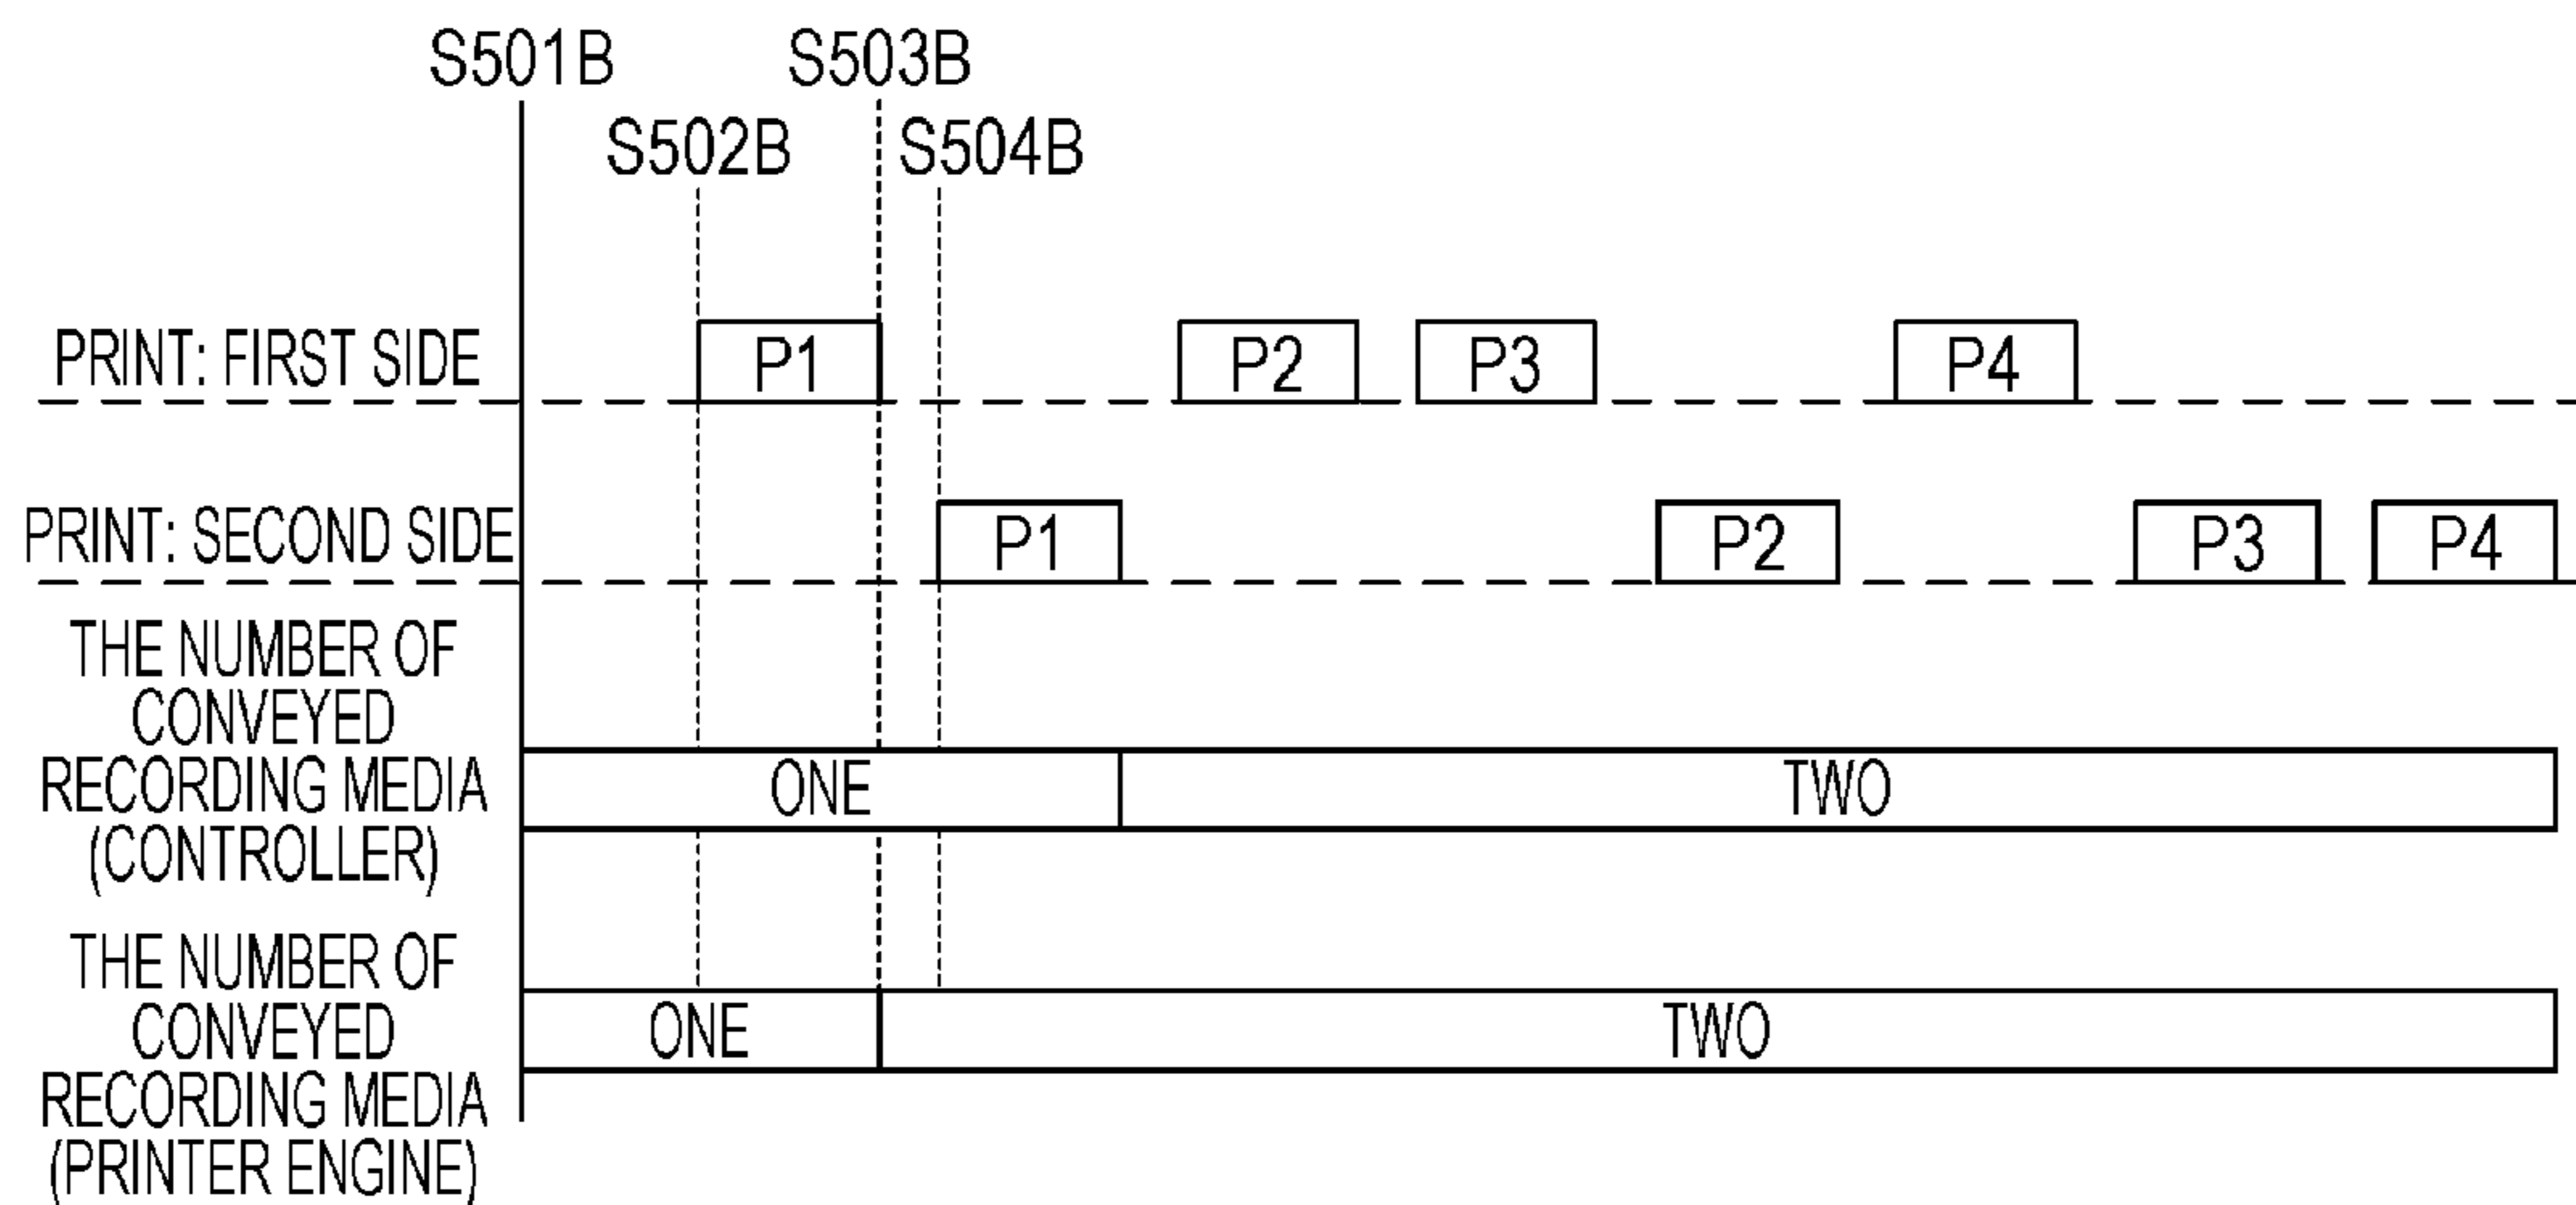 S501B
S503B
S502B
S504B
PRINT: FIRST SIDE
P1
P2
P3
P4
PRINT: SECOND SIDE
P1
P2
P3
P4
THE NUMBER OF
CONVEYED
RECORDING MEDIA
(CONTROLLER)
ONE
TWO
THE NUMBER OF
CONVEYED
RECORDING MEDIA
(PRINTER ENGINE)
ONE
TWO